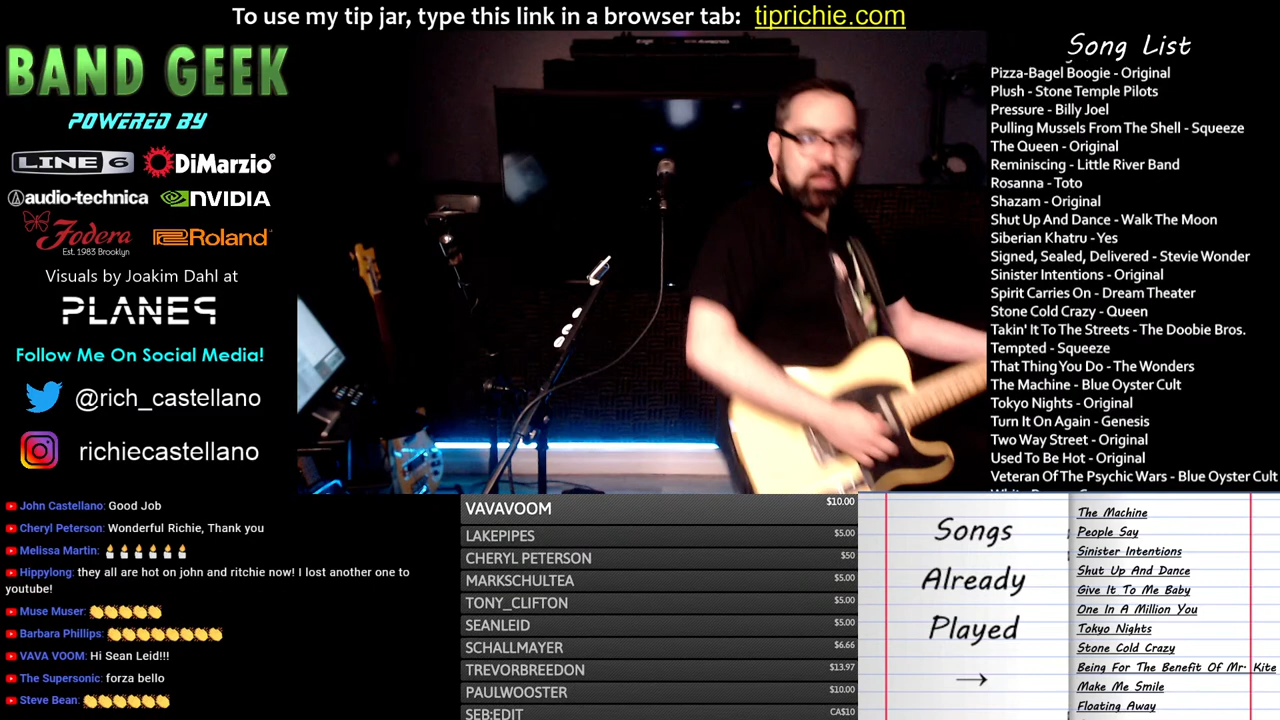 To use my tip jar, type this link in a browser tab: tiprichie.com
BAND GEEK
POWERED BY
LINE 6
DiMarzio®
audio-technica
NVIDIA
Fodera
Est. 1983 Brooklyn
Roland
Visuals by Joakim Dahl at
PLANE9
Follow Me On Social Media!
@rich_castellano
richiecastellano
Song List
Pizza-Bagel Boogie - Original
Plush - Stone Temple Pilots
Pressure - Billy Joel
Pulling Mussels From The Shell - Squeeze
The Queen - Original
Reminiscing - Little River Band
Rosanna - Toto
Shazam - Original
Shut Up And Dance - Walk The Moon
Siberian Khatru - Yes
Signed, Sealed, Delivered - Stevie Wonder
Sinister Intentions - Original
Spirit Carries On - Dream Theater
Stone Cold Crazy - Queen
Takin' It To The Streets - The Doobie Bros.
Tempted - Squeeze
That Thing You Do - The Wonders
The Machine - Blue Oyster Cult
Tokyo Nights - Original
Turn It On Again - Genesis
Two Way Street - Original
Used To Be Hot - Original
Veteran Of The Psychic Wars - Blue Oyster Cult
John Castellano: Good Job
Cheryl Peterson: Wonderful Richie, Thank you
Melissa Martin:
Hippylong: they all are hot on john and ritchie now! I lost another one to
youtube!
Muse Muser:
Barbara Phillips:
VAVA VOOM: Hi Sean Leid!!!
The Supersonic: forza bello
Steve Bean:
VAVAVOOM $10.00
LAKEPIPES $5.00
CHERYL PETERSON $50
MARKSCHULTEA $5.00
TONY_CLIFTON $5.00
SEANLEID $5.00
SCHALLMAYER $6.66
TREVORBREEDON $13.97
PAULWOOSTER $10.00
SEB:EDIT CA$10
Songs
Already
Played
→
The Machine
People Say
Sinister Intentions
Shut Up And Dance
Give It To Me Baby
One In A Million You
Tokyo Nights
Stone Cold Crazy
Being For The Benefit Of Mr. Kite
Make Me Smile
Floating Away